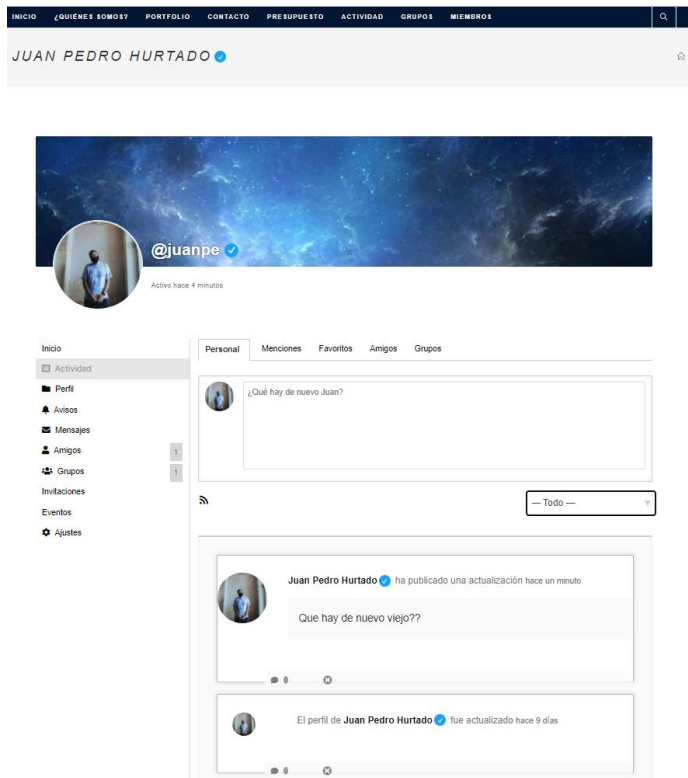 INICIO ¿QUIÉNES SOMOS? PORTFOLIO CONTACTO PRESUPUESTO ACTIVIDAD GRUPOS MIEMBROS
JUAN PEDRO HURTADO
@juanpe
Activo hace 4 minutos
Inicio
Actividad
Perfil
Avisos
Mensajes
Amigos 1
Grupos 1
Invitaciones
Eventos
Ajustes
Personal Menciones Favoritos Amigos Grupos
¿Qué hay de nuevo Juan?
— Todo —
Juan Pedro Hurtado ha publicado una actualización hace un minuto
Que hay de nuevo viejo??
0
El perfil de Juan Pedro Hurtado fue actualizado hace 9 días
0